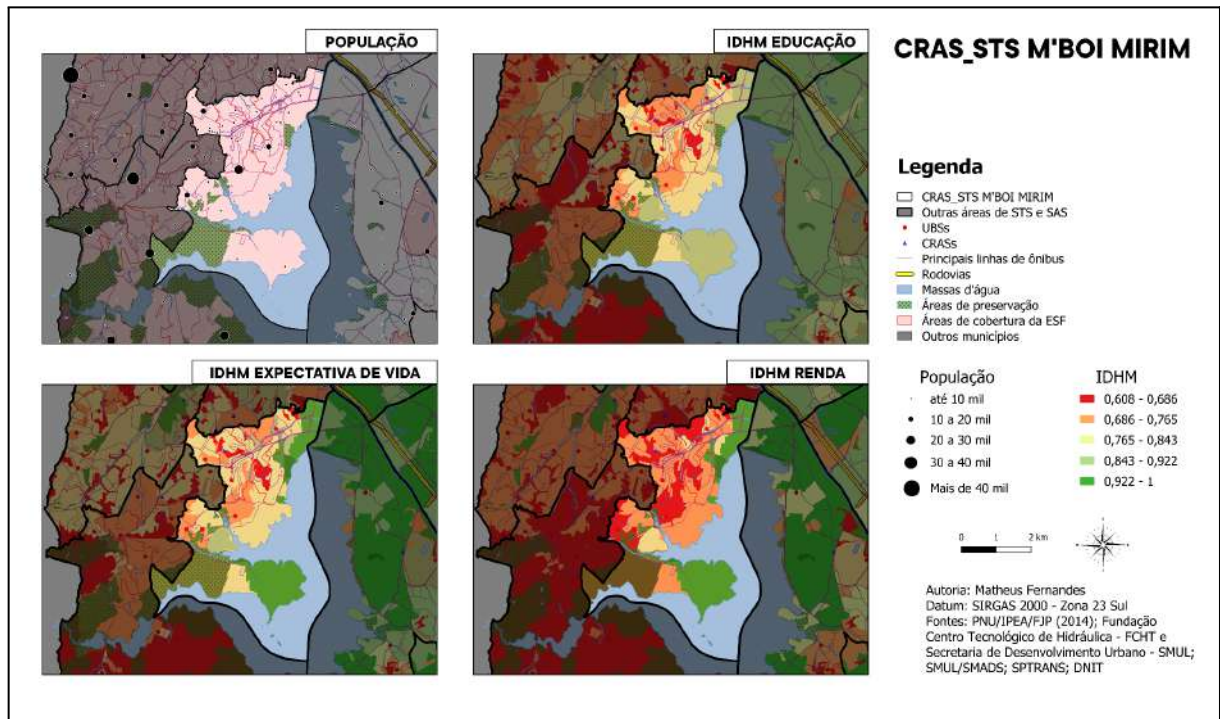 POPULAÇÃO
IDHM EDUCAÇÃO
CRAS_STS M'BOI MIRIM
IDHM EXPECTATIVA DE VIDA
IDHM RENDA
Legenda
CRAS_STS M'BOI MIRIM
Outras áreas de STS e SAS
UBSs
CRASs
Principais linhas de ônibus
Rodovias
Massas d'água
Áreas de preservação
Áreas de cobertura da ESF
Outros municípios
População
até 10 mil
10 a 20 mil
20 a 30 mil
30 a 40 mil
Mais de 40 mil
IDHM
0,608 - 0,686
0,686 - 0,765
0,765 - 0,843
0,843 - 0,922
0,922 - 1
0 1 2 km
Autoria: Matheus Fernandes
Datum: SIRGAS 2000 - Zona 23 Sul
Fontes: PNU/IPEA/FJP (2014); Fundação
Centro Tecnológico de Hidráulica - FCHT e
Secretaria de Desenvolvimento Urbano - SMUL;
SMUL/SMADS; SPTRANS; DNIT